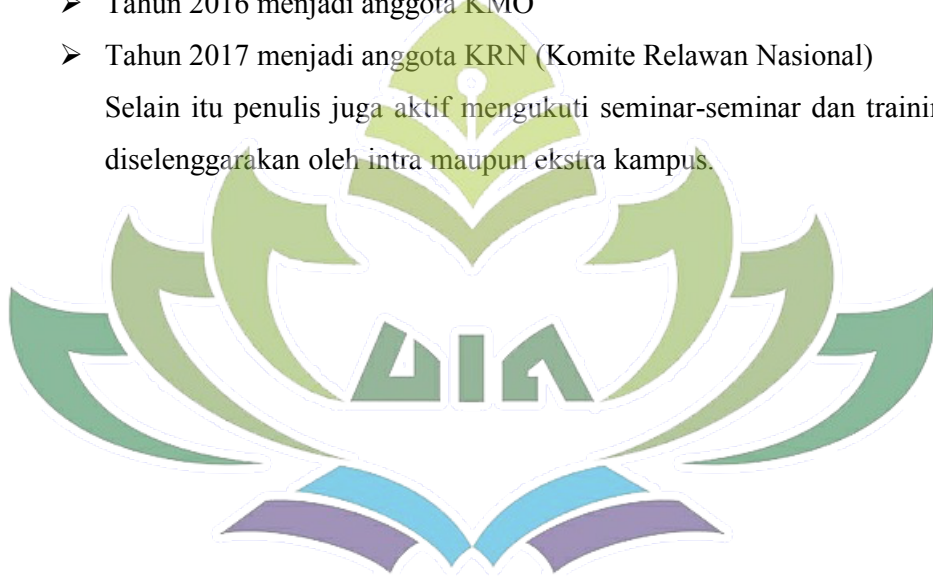 ➢ Tahun 2016 menjadi anggota KMO
➢ Tahun 2017 menjadi anggota KRN (Komite Relawan Nasional)
Selain itu penulis juga aktif mengukuti seminar-seminar dan trainin
diselenggarakan oleh intra maupun ekstra kampus.
UIN